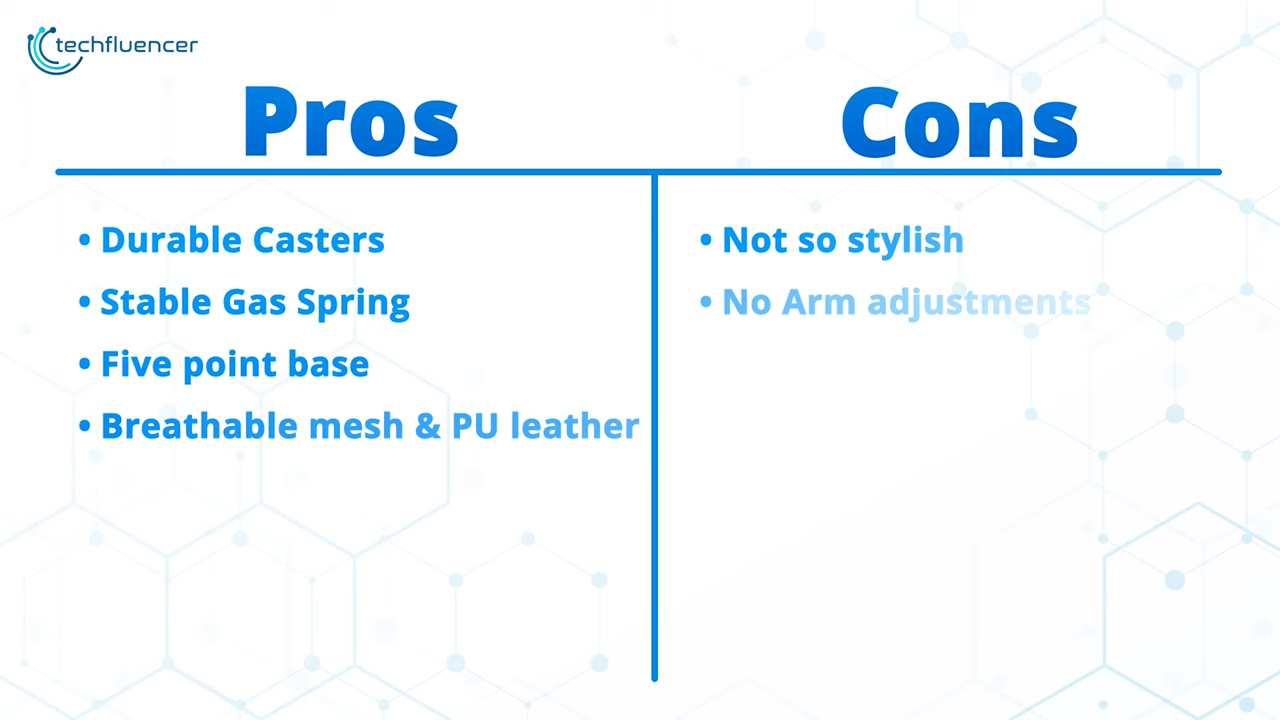 techfluencer
Pros
Cons
• Durable Casters
• Stable Gas Spring
• Five point base
• Breathable mesh & PU leather
• Not so stylish
• No Arm adjustments